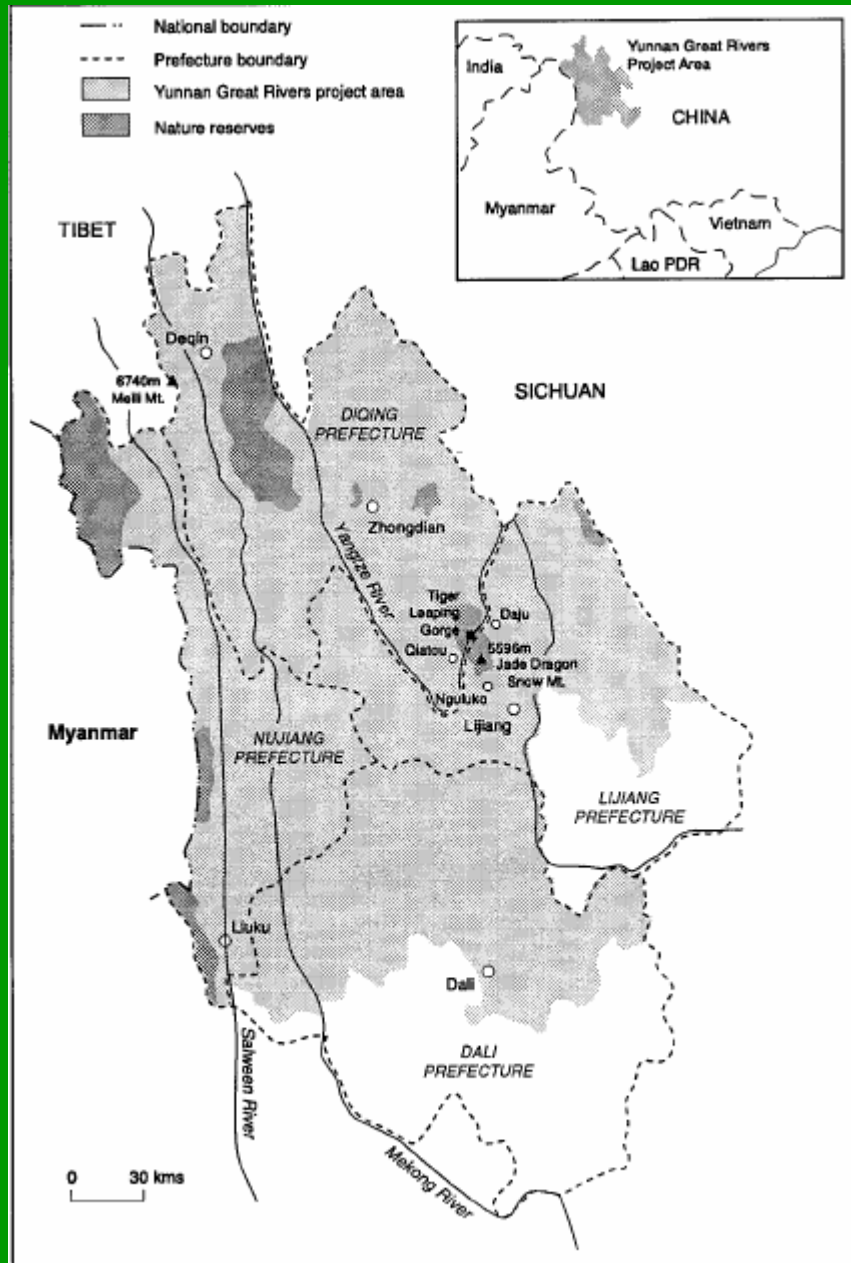 National boundary
Prefecture boundary
Yunnan Great Rivers project area
Nature reserves
Yunnan Great Rivers
Project Area
India
CHINA
Myanmar
Vietnam
Lao PDR
TIBET
Deqin
6740m
Meili Mt.
SICHUAN
DIQING
PREFECTURE
Zhongdian
Yangtze River
Tiger
Leaping
Gorge
Daju
Qiatou
5596m
Jade Dragon
Snow Mt.
Nguluko
Lijiang
Myanmar
NUJIANG
PREFECTURE
LIJIANG
PREFECTURE
Liuku
Dali
DALI
PREFECTURE
Salween River
Mekong River
0 30 kms